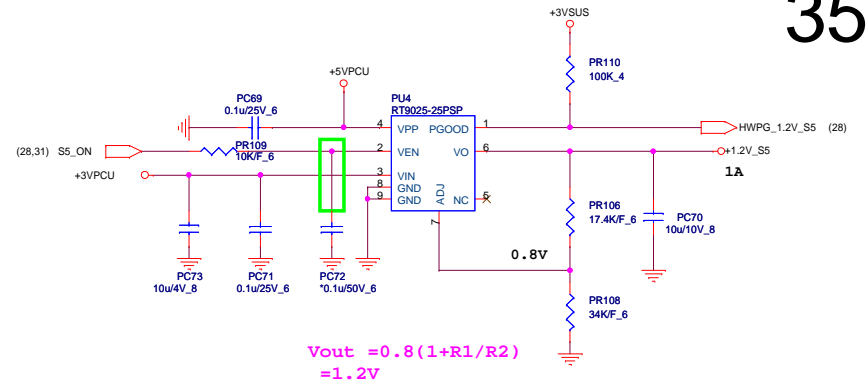 35
+3VSUS
PR110
100K_4
+5VPCU
PC69
0.1u/25V_6
PU4
RT9025-25PSP
4 VPP PGOOD 1
HWPG_1.2V_S5 (28)
(28,31) S5_ON
PR109
10K/F_6
2 VEN VO 6
+1.2V_S5
1A
+3VPCU
3 VIN
8 GND
9 GND
ADJ
NC 5
7
PR106
17.4K/F_6
PC70
10u/10V_8
0.8V
PC73
10u/4V_8
PC71
0.1u/25V_6
PC72
*0.1u/50V_6
PR108
34K/F_6
Vout =0.8(1+R1/R2)
=1.2V